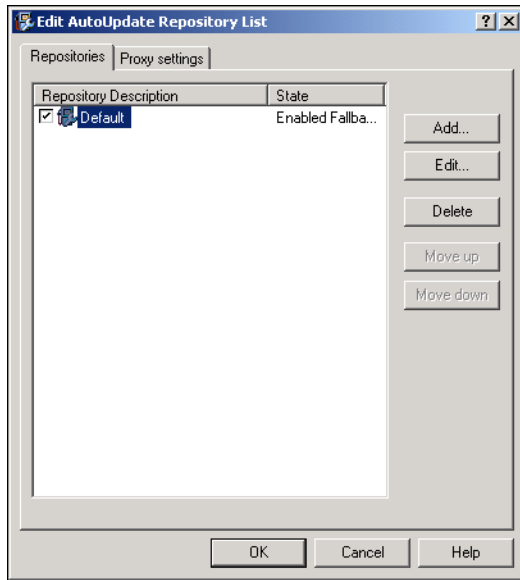 Edit AutoUpdate Repository List
Repositories Proxy settings
Repository Description State
Default Enabled Fallba...
Add...
Edit...
Delete
Move up
Move down
OK Cancel Help